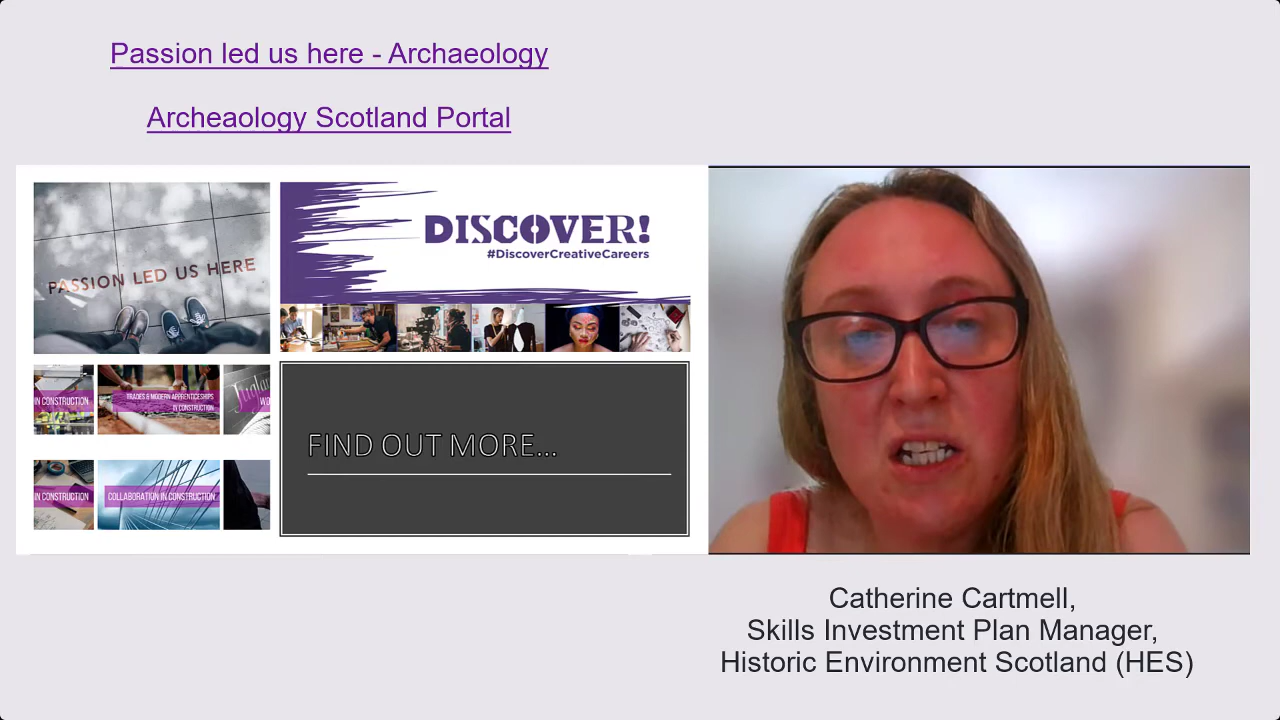 Passion led us here - Archaeology
Archeaology Scotland Portal
PASSION LED US HERE
DISCOVER!
#DiscoverCreativeCareers
IN CONSTRUCTION
TRADES & MODERN APPRENTICESHIPS
IN CONSTRUCTION
WO
IN CONSTRUCTION
COLLABORATION IN CONSTRUCTION
FIND OUT MORE...
Catherine Cartmell,
Skills Investment Plan Manager,
Historic Environment Scotland (HES)